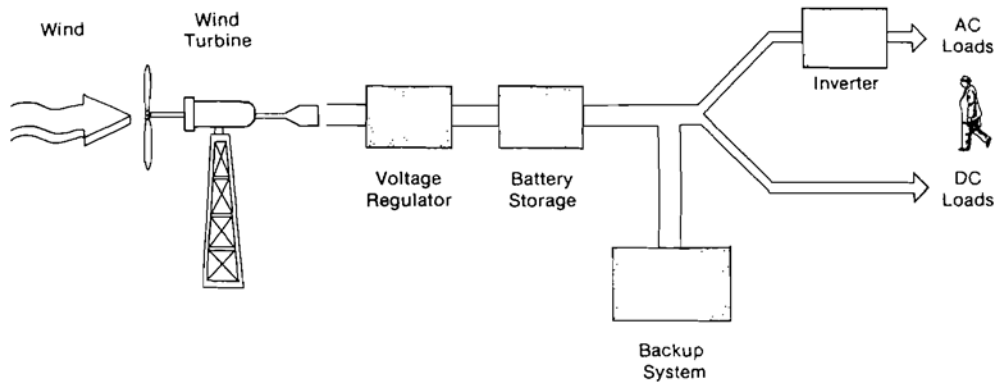 Wind
Wind
Turbine
Voltage
Regulator
Battery
Storage
Backup
System
Inverter
AC
Loads
DC
Loads